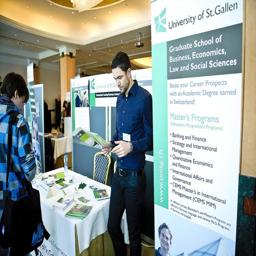 University of St.Gallen
Graduate School of
Business, Economics,
Law and Social Sciences
Boost your Career Prospects
with an Academic Degree earned
in Switzerland!
Master's Programs
• Banking and Finance
• Strategy and International
Management
• Quantitative Economics
and Finance
• International Affairs and
Governance
• CEMS Master's in International
Management (CEMS MIM)